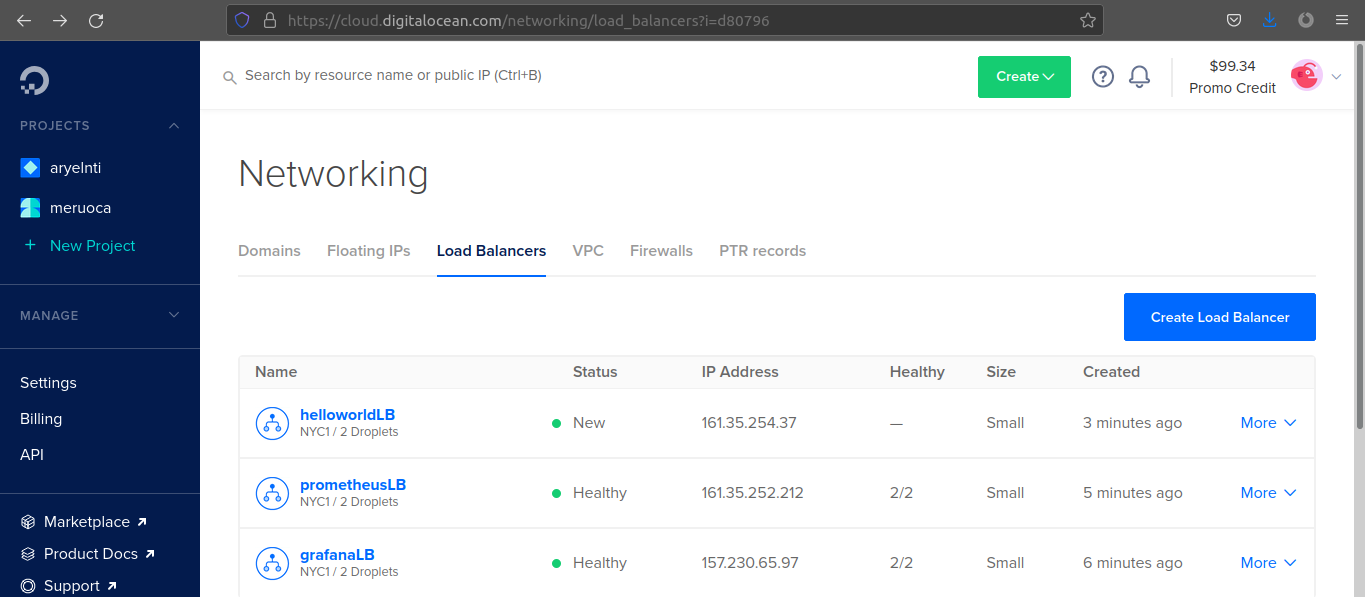 https://cloud.digitalocean.com/networking/load_balancers?i=d80796
Search by resource name or public IP (Ctrl+B)
Create
$99.34
Promo Credit
PROJECTS
aryelnti
meruoca
+ New Project
MANAGE
Settings
Billing
API
Marketplace
Product Docs
Support
Networking
Domains Floating IPs Load Balancers VPC Firewalls PTR records
Create Load Balancer
Name Status IP Address Healthy Size Created
helloworldLB New 161.35.254.37 — Small 3 minutes ago More
NYC1 / 2 Droplets
prometheusLB Healthy 161.35.252.212 2/2 Small 5 minutes ago More
NYC1 / 2 Droplets
grafanaLB Healthy 157.230.65.97 2/2 Small 6 minutes ago More
NYC1 / 2 Droplets